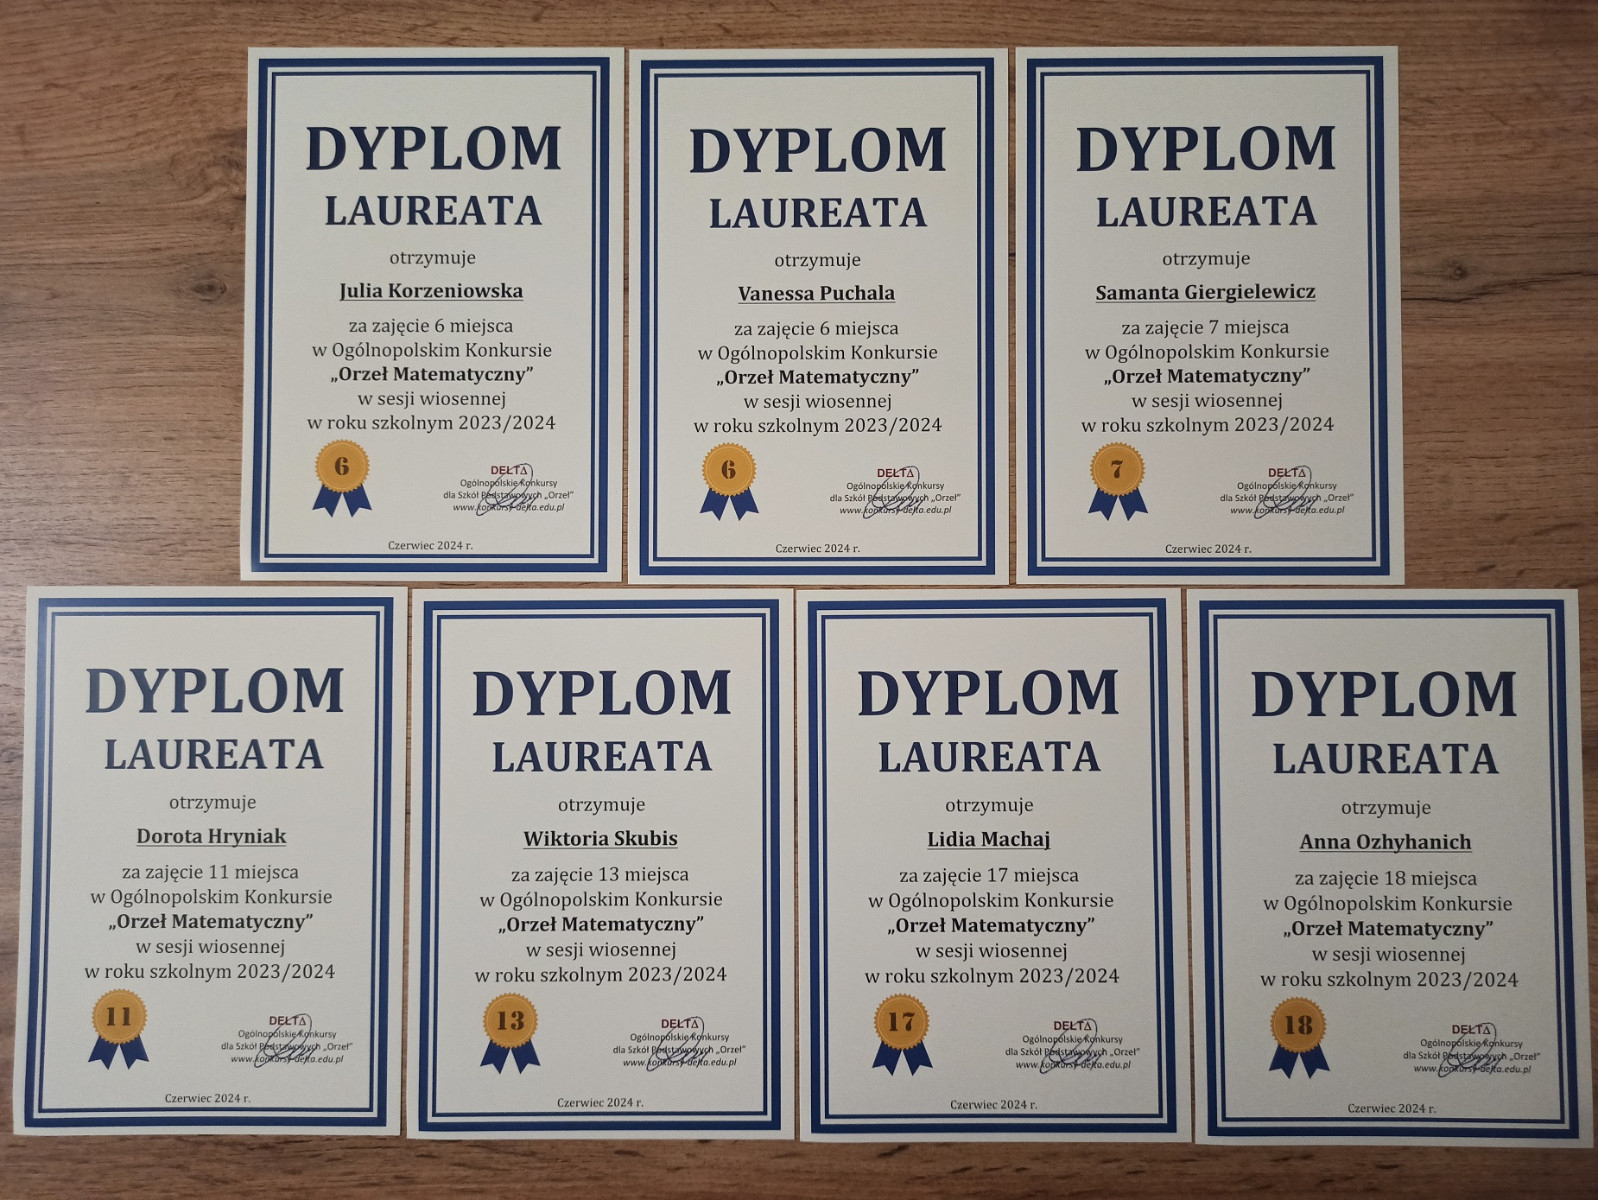 DYPLOM
LAUREATA
otrzymuje
Julia Korzeniowska
za zajęcie 6 miejsca
w Ogólnopolskim Konkursie
„Orzeł Matematyczny”
w sesji wiosennej
w roku szkolnym 2023/2024
6
DELTA
Ogólnopolskie Konkursy
dla Szkół Podstawowych „Orzeł”
www.konkursy-delta.edu.pl
Czerwiec 2024 r.
DYPLOM
LAUREATA
otrzymuje
Vanessa Puchala
za zajęcie 6 miejsca
w Ogólnopolskim Konkursie
„Orzeł Matematyczny”
w sesji wiosennej
w roku szkolnym 2023/2024
6
DELTA
Ogólnopolskie Konkursy
dla Szkół Podstawowych „Orzeł”
www.konkursy-delta.edu.pl
Czerwiec 2024 r.
DYPLOM
LAUREATA
otrzymuje
Samanta Giergielewicz
za zajęcie 7 miejsca
w Ogólnopolskim Konkursie
„Orzeł Matematyczny”
w sesji wiosennej
w roku szkolnym 2023/2024
7
DELTA
Ogólnopolskie Konkursy
dla Szkół Podstawowych „Orzeł”
www.konkursy-delta.edu.pl
Czerwiec 2024 r.
DYPLOM
LAUREATA
otrzymuje
Dorota Hryniak
za zajęcie 11 miejsca
w Ogólnopolskim Konkursie
„Orzeł Matematyczny”
w sesji wiosennej
w roku szkolnym 2023/2024
11
DELTA
Ogólnopolskie Konkursy
dla Szkół Podstawowych „Orzeł”
www.konkursy-delta.edu.pl
Czerwiec 2024 r.
DYPLOM
LAUREATA
otrzymuje
Wiktoria Skubis
za zajęcie 13 miejsca
w Ogólnopolskim Konkursie
„Orzeł Matematyczny”
w sesji wiosennej
w roku szkolnym 2023/2024
13
DELTA
Ogólnopolskie Konkursy
dla Szkół Podstawowych „Orzeł”
www.konkursy-delta.edu.pl
Czerwiec 2024 r.
DYPLOM
LAUREATA
otrzymuje
Lidia Machaj
za zajęcie 17 miejsca
w Ogólnopolskim Konkursie
„Orzeł Matematyczny”
w sesji wiosennej
w roku szkolnym 2023/2024
17
DELTA
Ogólnopolskie Konkursy
dla Szkół Podstawowych „Orzeł”
www.konkursy-delta.edu.pl
Czerwiec 2024 r.
DYPLOM
LAUREATA
otrzymuje
Anna Ozhyhanich
za zajęcie 18 miejsca
w Ogólnopolskim Konkursie
„Orzeł Matematyczny”
w sesji wiosennej
w roku szkolnym 2023/2024
18
DELTA
Ogólnopolskie Konkursy
dla Szkół Podstawowych „Orzeł”
www.konkursy-delta.edu.pl
Czerwiec 2024 r.